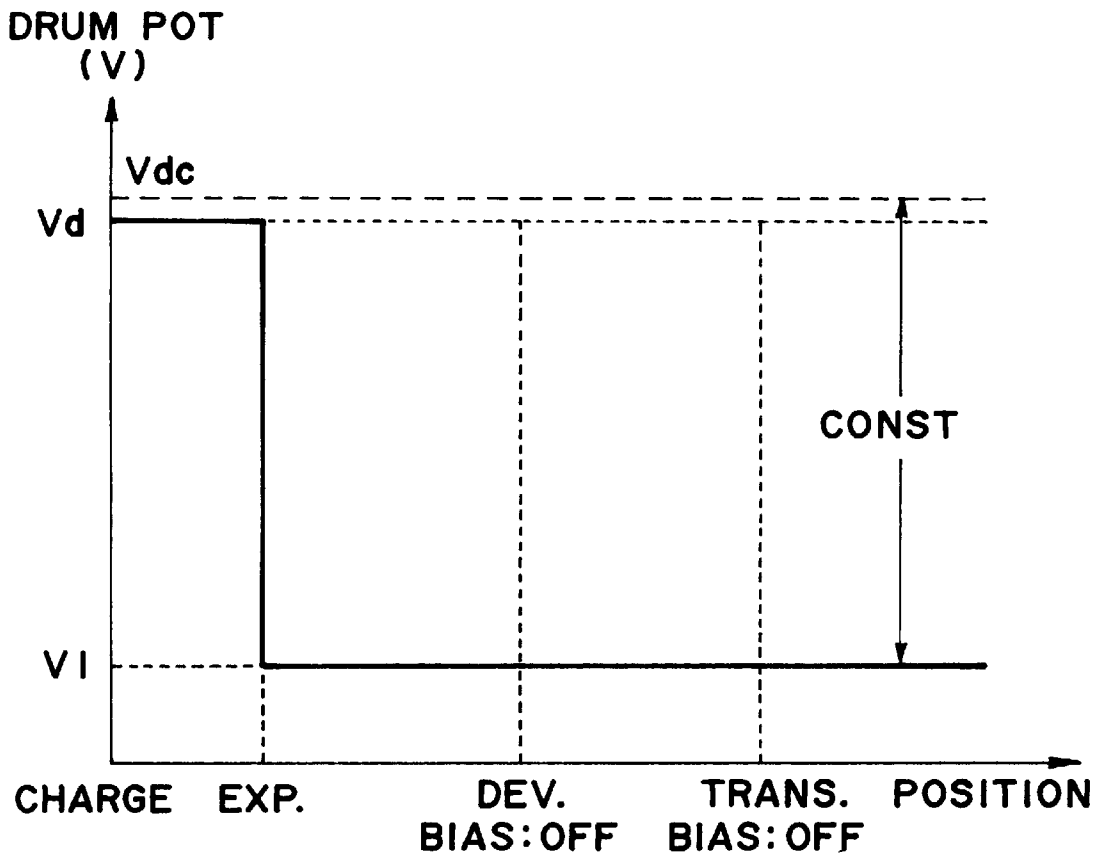 DRUM POT
(V)
Vdc
Vd
CONST
Vl
CHARGE EXP. DEV. TRANS. POSITION
BIAS:OFF BIAS:OFF